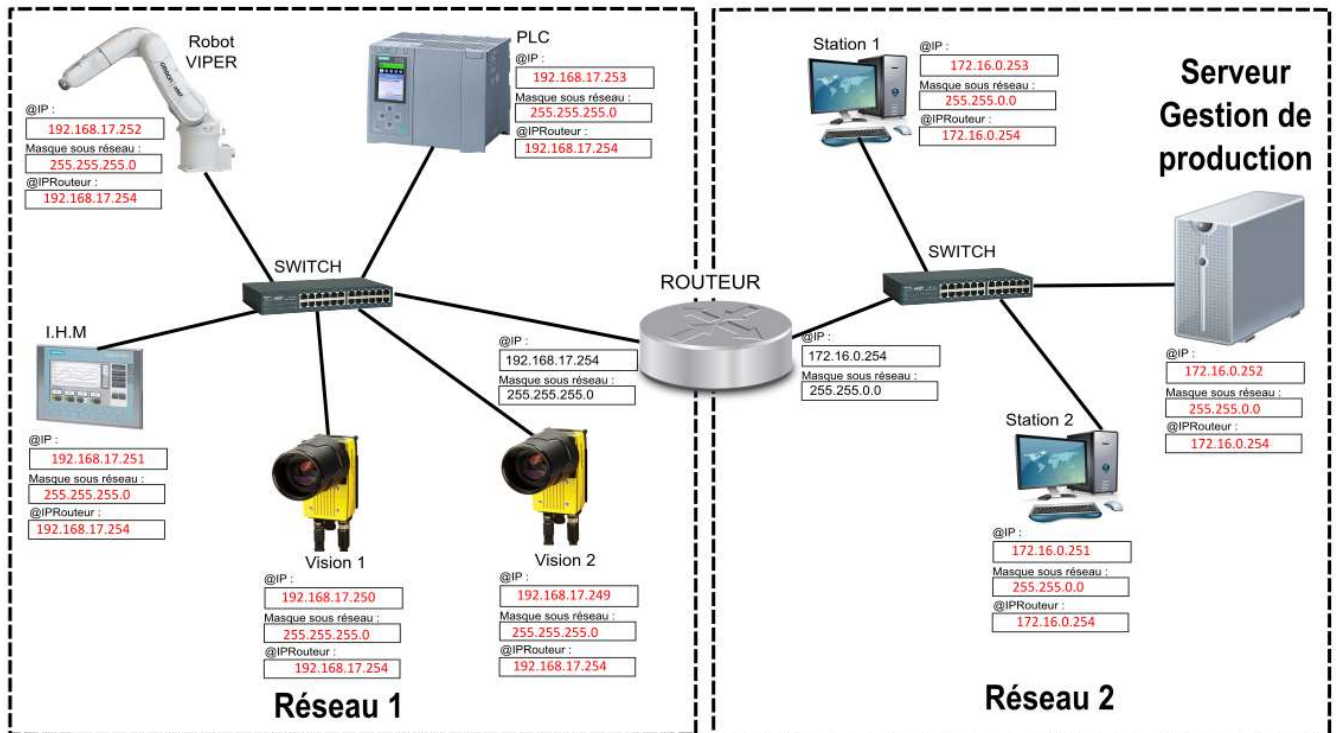 Robot
VIPER
@IP :
192.168.17.252
Masque sous réseau :
255.255.255.0
@IPRouteur :
192.168.17.254
PLC
@IP :
192.168.17.253
Masque sous réseau :
255.255.255.0
@IPRouteur :
192.168.17.254
SWITCH
I.H.M
@IP :
192.168.17.251
Masque sous réseau :
255.255.255.0
@IPRouteur :
192.168.17.254
Vision 1
@IP :
192.168.17.250
Masque sous réseau :
255.255.255.0
@IPRouteur :
192.168.17.254
Vision 2
@IP :
192.168.17.249
Masque sous réseau :
255.255.255.0
@IPRouteur :
192.168.17.254
Réseau 1
ROUTEUR
@IP :
192.168.17.254
Masque sous réseau :
255.255.255.0
@IP :
172.16.0.254
Masque sous réseau :
255.255.0.0
Station 1
@IP :
172.16.0.253
Masque sous réseau :
255.255.0.0
@IPRouteur :
172.16.0.254
Serveur
Gestion de
production
SWITCH
@IP :
172.16.0.252
Masque sous réseau :
255.255.0.0
@IPRouteur :
172.16.0.254
Station 2
@IP :
172.16.0.251
Masque sous réseau :
255.255.0.0
@IPRouteur :
172.16.0.254
Réseau 2